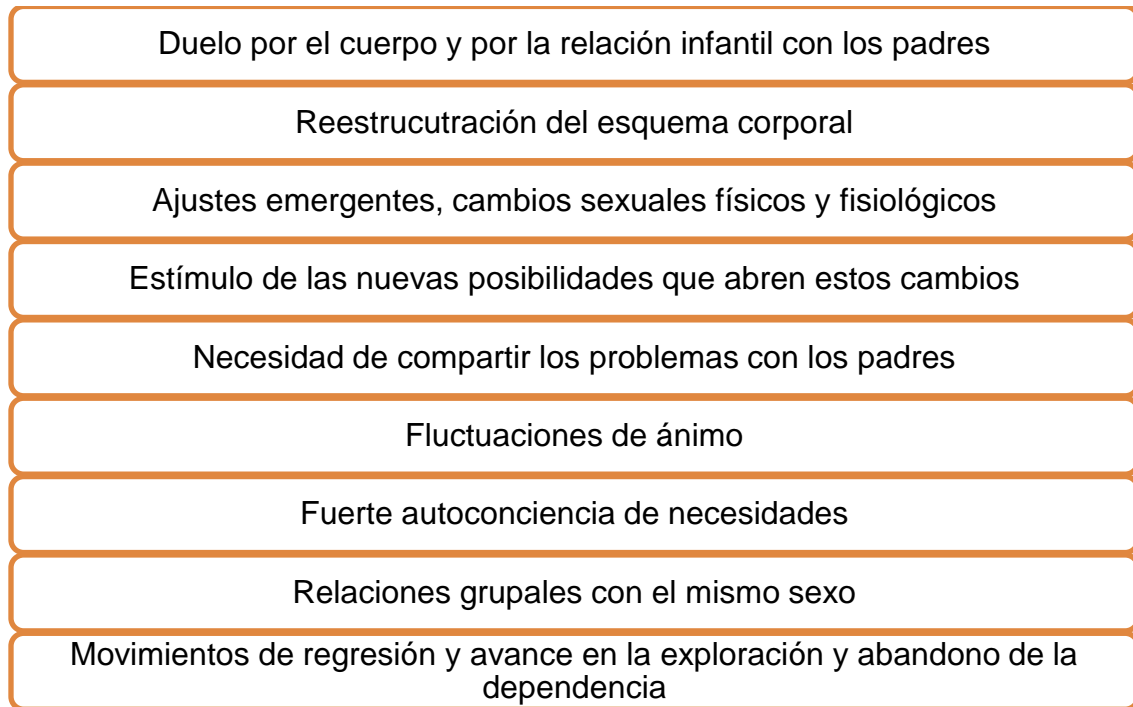 Duelo por el cuerpo y por la relación infantil con los padres
Reestrucutración del esquema corporal
Ajustes emergentes, cambios sexuales físicos y fisiológicos
Estímulo de las nuevas posibilidades que abren estos cambios
Necesidad de compartir los problemas con los padres
Fluctuaciones de ánimo
Fuerte autoconciencia de necesidades
Relaciones grupales con el mismo sexo
Movimientos de regresión y avance en la exploración y abandono de la
dependencia